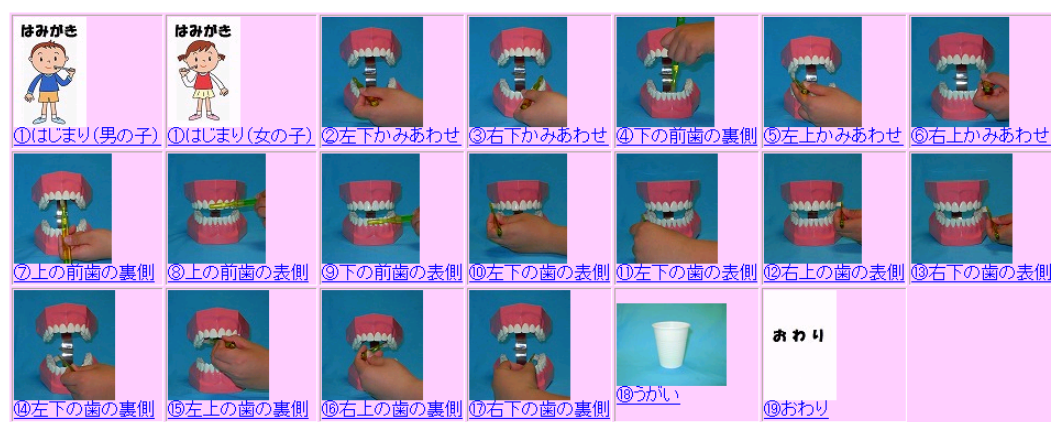 はみがき
①はじまり(男の子)
はみがき
①はじまり(女の子)
②左下かみあわせ
③右下かみあわせ
④下の前歯の裏側
⑤左上かみあわせ
⑥右上かみあわせ
⑦上の前歯の裏側
⑧上の前歯の表側
⑨下の前歯の表側
⑩左下の歯の表側
⑪左下の歯の表側
⑫右上の歯の表側
⑬右下の歯の表側
⑭左下の歯の裏側
⑮左上の歯の裏側
⑯右上の歯の裏側
⑰右下の歯の裏側
⑱うがい
おわり
⑲おわり